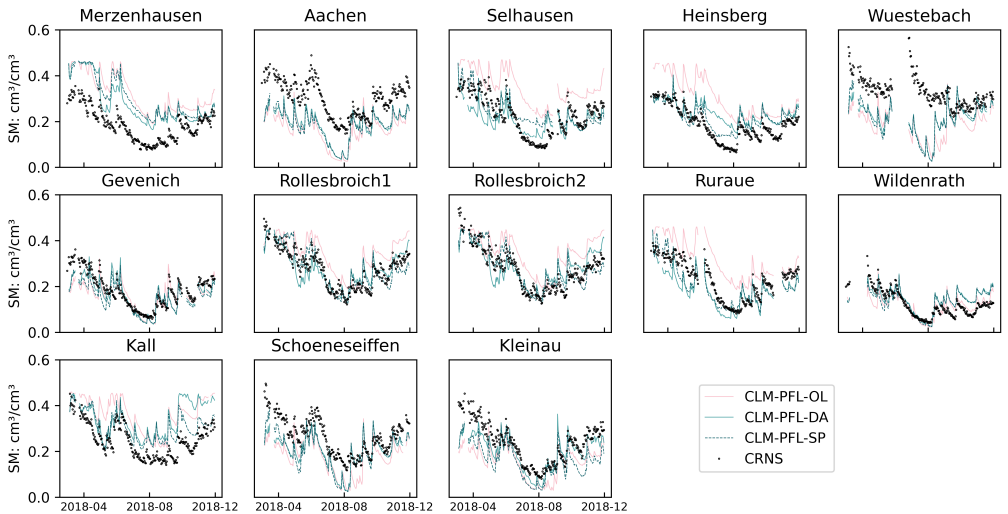 Merzenhausen Aachen Selhausen Heinsberg Wuestebach
0.6
0.4
0.2
0.0
SM: cm³/cm³
Gevenich Rollesbroich1 Rollesbroich2 Ruraue Wildenrath
0.6
0.4
0.2
0.0
SM: cm³/cm³
Kall Schoeneseiffen Kleinau
0.6
0.4
0.2
0.0
SM: cm³/cm³
2018-04 2018-08 2018-12 2018-04 2018-08 2018-12 2018-04 2018-08 2018-12
CLM-PFL-OL
CLM-PFL-DA
CLM-PFL-SP
CRNS